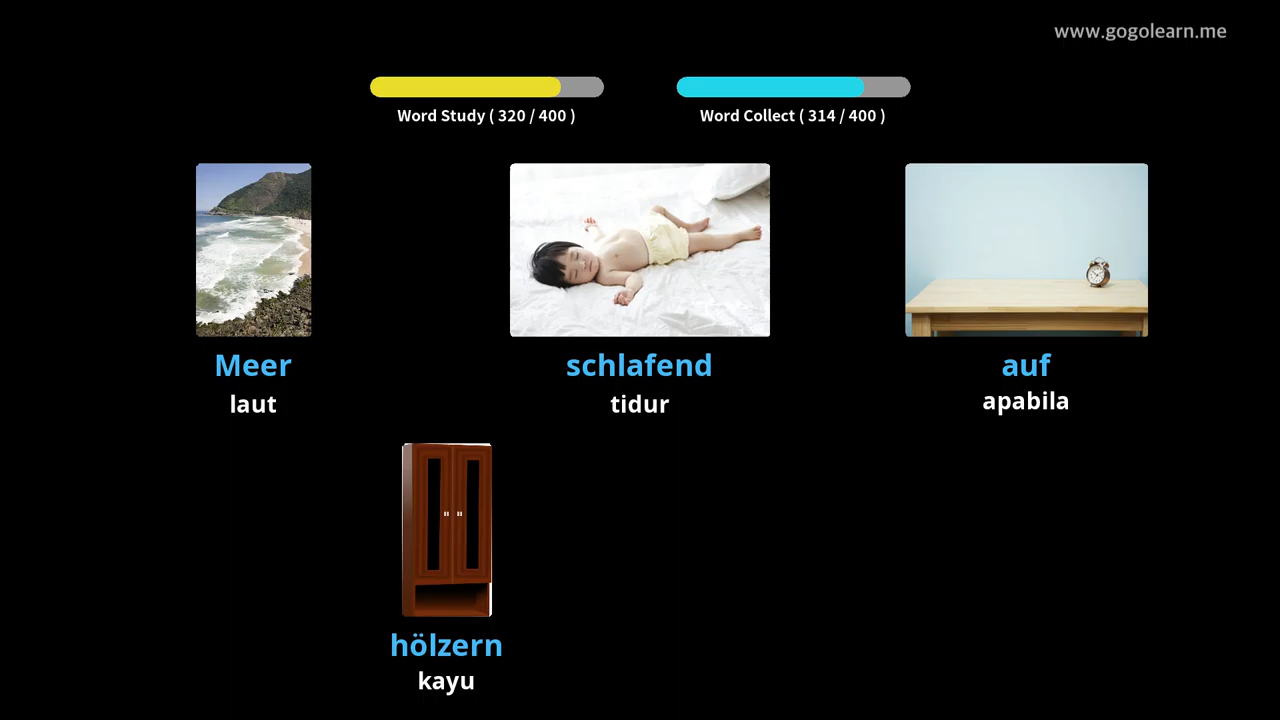 www.gogolearn.me
Word Study ( 320 / 400 )
Word Collect ( 314 / 400 )
Meer
laut
schlafend
tidur
auf
apabila
hölzern
kayu